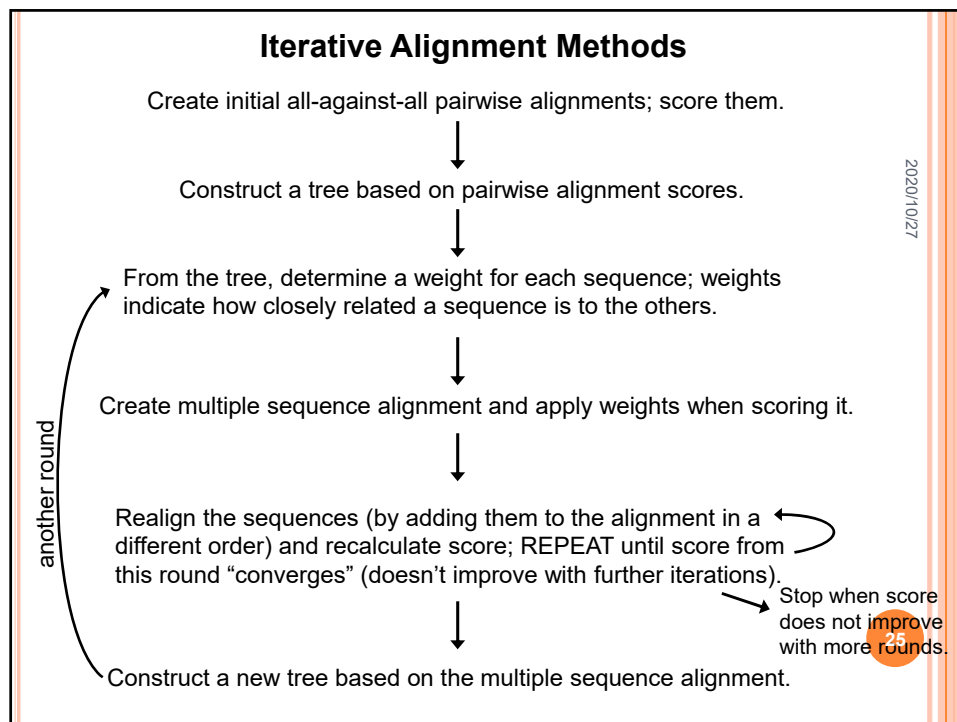 Iterative Alignment Methods
Create initial all-against-all pairwise alignments; score them.
Construct a tree based on pairwise alignment scores.
2020/10/27
From the tree, determine a weight for each sequence; weights
indicate how closely related a sequence is to the others.
Create multiple sequence alignment and apply weights when scoring it.
another round
Realign the sequences (by adding them to the alignment in a
different order) and recalculate score; REPEAT until score from
this round “converges” (doesn’t improve with further iterations).
Stop when score
does not improve
with more rounds.
25
Construct a new tree based on the multiple sequence alignment.